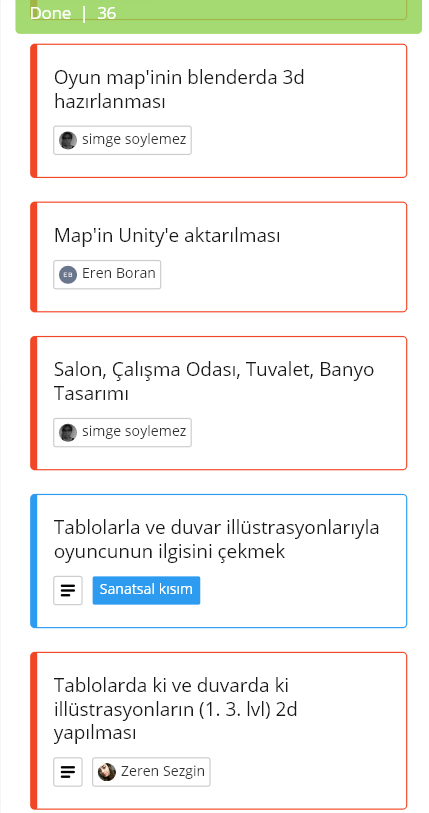 Done | 36
Oyun map'inin blenderda 3d
hazırlanması
simge soylemez
Map'in Unity'e aktarılması
EB Eren Boran
Salon, Çalışma Odası, Tuvalet, Banyo
Tasarımı
simge soylemez
Tablolarla ve duvar illüstrasyonlarıyla
oyuncunun ilgisini çekmek
Sanatsal kısım
Tablolarda ki ve duvarda ki
illüstrasyonların (1. 3. lvl) 2d
yapılması
Zeren Sezgin